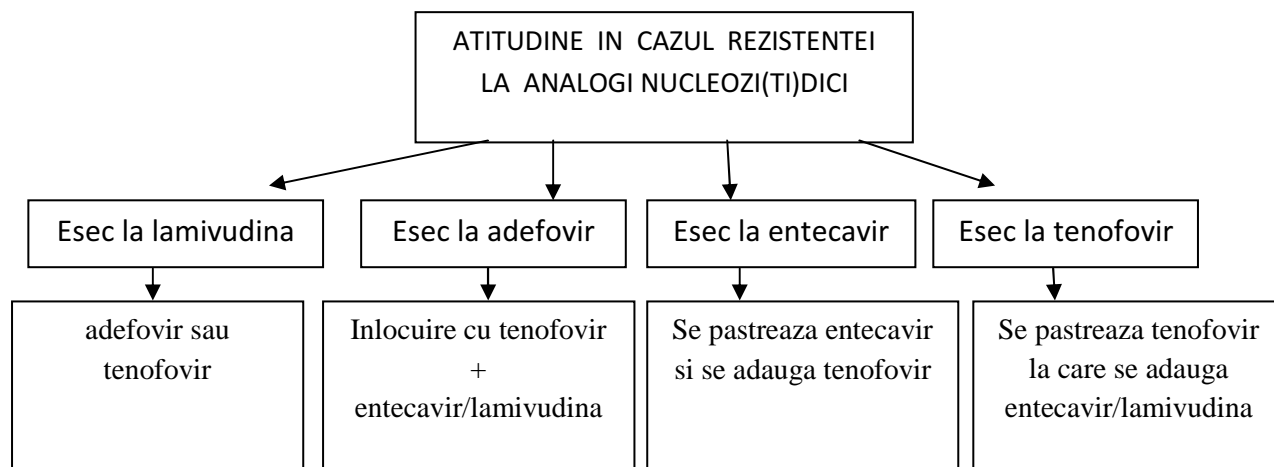 ATITUDINE IN CAZUL REZISTENTEI
LA ANALOGI NUCLEOZI(TI)DICI
Esec la lamivudina
Esec la adefovir
Esec la entecavir
Esec la tenofovir
adefovir sau
tenofovir
Inlocuire cu tenofovir
+
entecavir/lamivudina
Se pastreaza entecavir
si se adauga tenofovir
Se pastreaza tenofovir
la care se adauga
entecavir/lamivudina